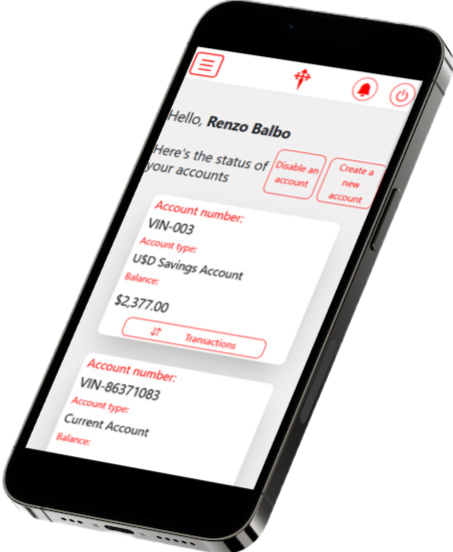 Hello, Renzo Balbo
Here's the status of
your accounts
Disable an
account
Create a
new
account
Account number:
VIN-003
Account type:
U$D Savings Account
Balance:
$2,377.00
Transactions
Account number:
VIN-86371083
Account type:
Current Account
Balance: